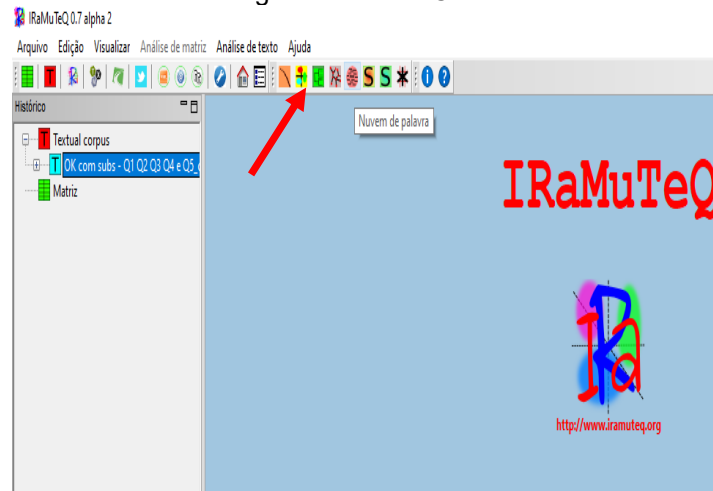 IRaMuTeQ 0.7 alpha 2
Arquivo Edição Visualizar Análise de matriz Análise de texto Ajuda
Histórico
Nuvem de palavra
Textual corpus
OK com subs - Q1 Q2 Q3 Q4 e Q5_
Matriz
IRaMuTeQ
IRa
http://www.iramuteq.org